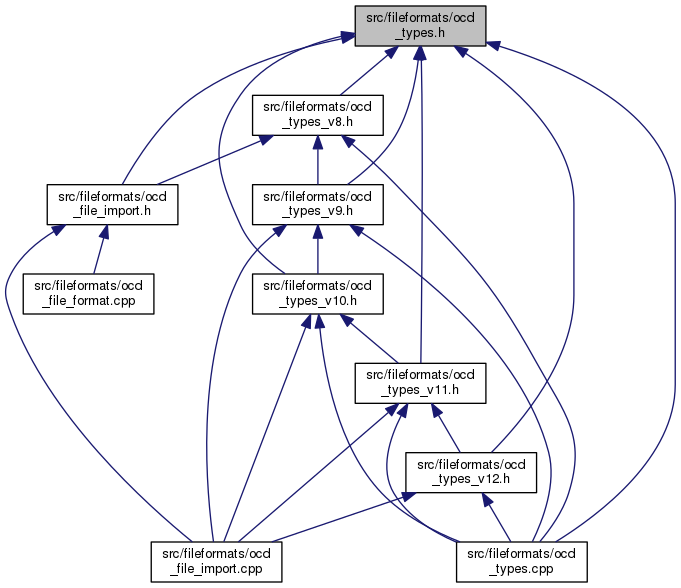 src/fileformats/ocd
_types.h
src/fileformats/ocd
_types_v8.h
src/fileformats/ocd
_file_import.h
src/fileformats/ocd
_types_v9.h
src/fileformats/ocd
_file_format.cpp
src/fileformats/ocd
_types_v10.h
src/fileformats/ocd
_types_v11.h
src/fileformats/ocd
_types_v12.h
src/fileformats/ocd
_file_import.cpp
src/fileformats/ocd
_types.cpp